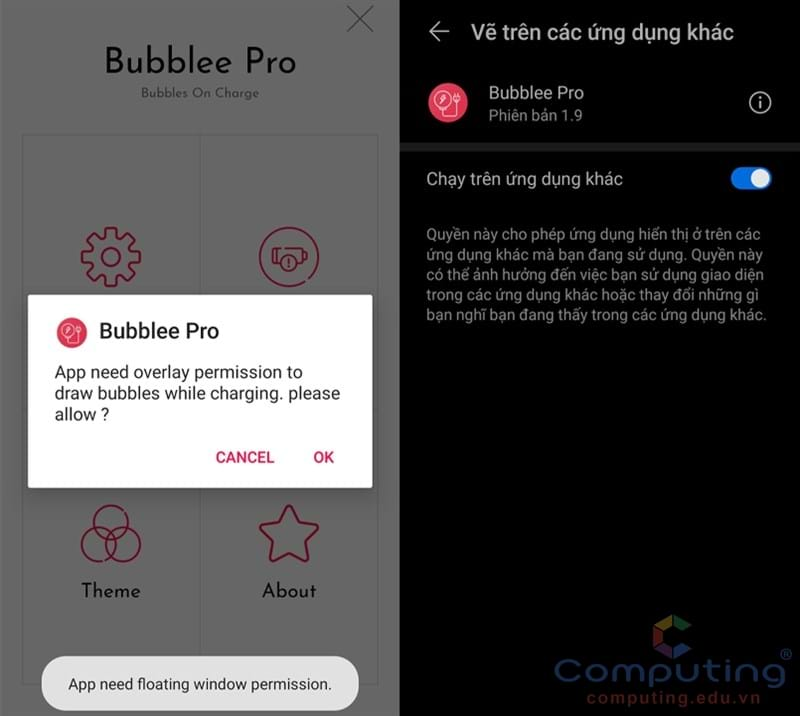 Bubblee Pro
Bubbles On Charge
Bubblee Pro
App need overlay permission to
draw bubbles while charging. please
allow ?
CANCEL
OK
Theme
About
App need floating window permission.
Vẽ trên các ứng dụng khác
Bubblee Pro
Phiên bản 1.9
Chạy trên ứng dụng khác
Quyền này cho phép ứng dụng hiển thị ở trên các
ứng dụng khác mà bạn đang sử dụng. Quyền này
có thể ảnh hưởng đến việc bạn sử dụng giao diện
trong các ứng dụng khác hoặc thay đổi những gì
bạn nghĩ bạn đang thấy trong các ứng dụng khác.
Computing®
computing.edu.vn